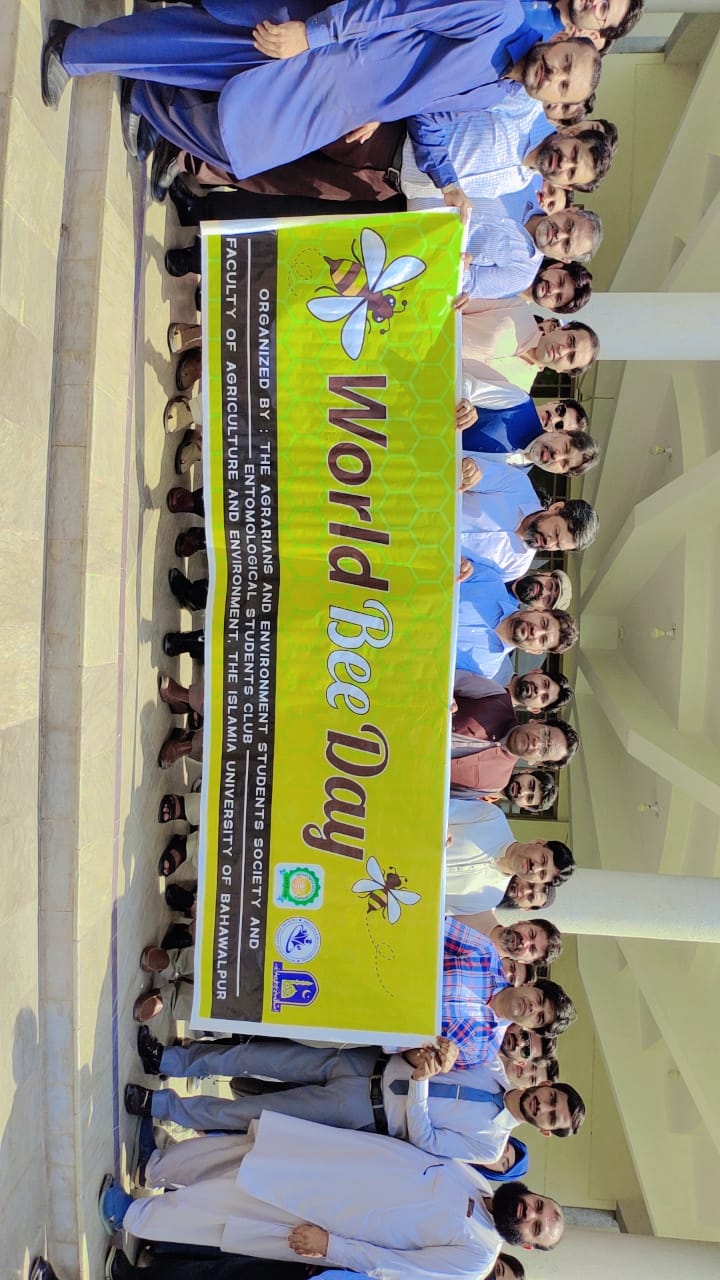 World Bee Day
ORGANIZED BY : THE AGRARIANS AND ENVIRONMENT STUDENTS SOCIETY AND
ENTOMOLOGICAL STUDENTS CLUB
FACULTY OF AGRICULTURE AND ENVIRONMENT, THE ISLAMIA UNIVERSITY OF BAHAWALPUR